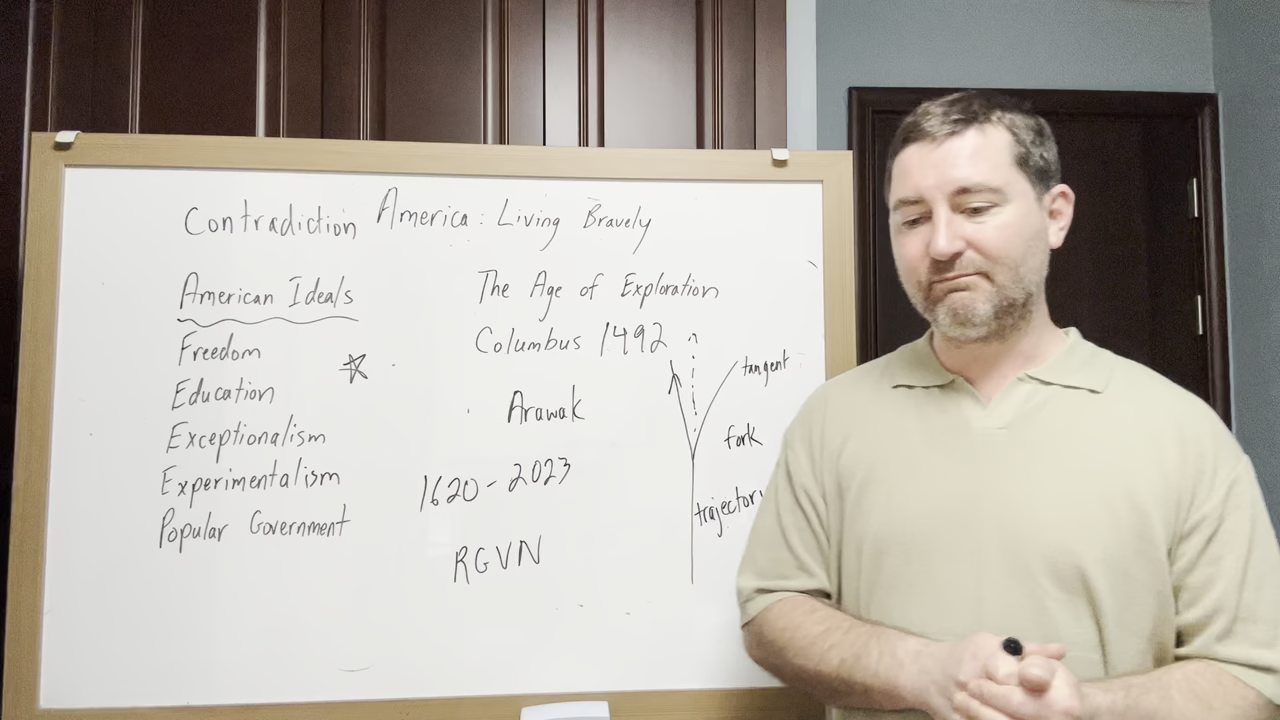 Contradiction America: Living Bravely
American Ideals
Freedom
Education
Exceptionalism
Experimentalism
Popular Government
The Age of Exploration
Columbus 1492
Arawak
1620-2023
RGVN
tangent
fork
trajectory